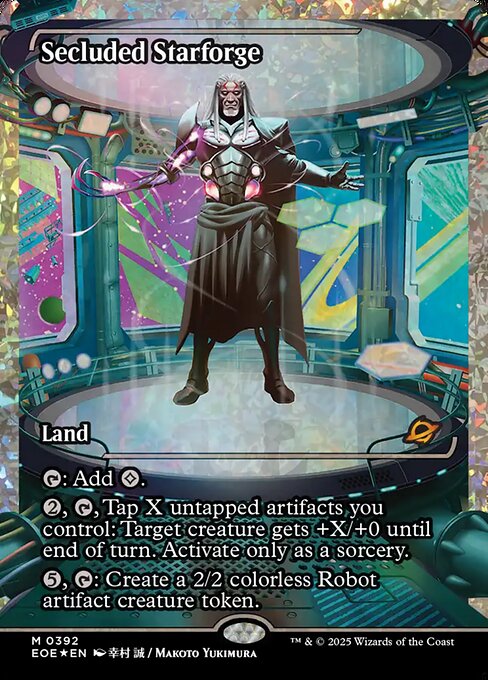 Secluded Starforge
Land
: Add .
2, , Tap X untapped artifacts you
control: Target creature gets +X/+0 until
end of turn. Activate only as a sorcery.
5, : Create a 2/2 colorless Robot
artifact creature token.
M 0392
EOE★EN 幸村 誠 / MAKOTO YUKIMURA
™ & © 2025 Wizards of the Coast